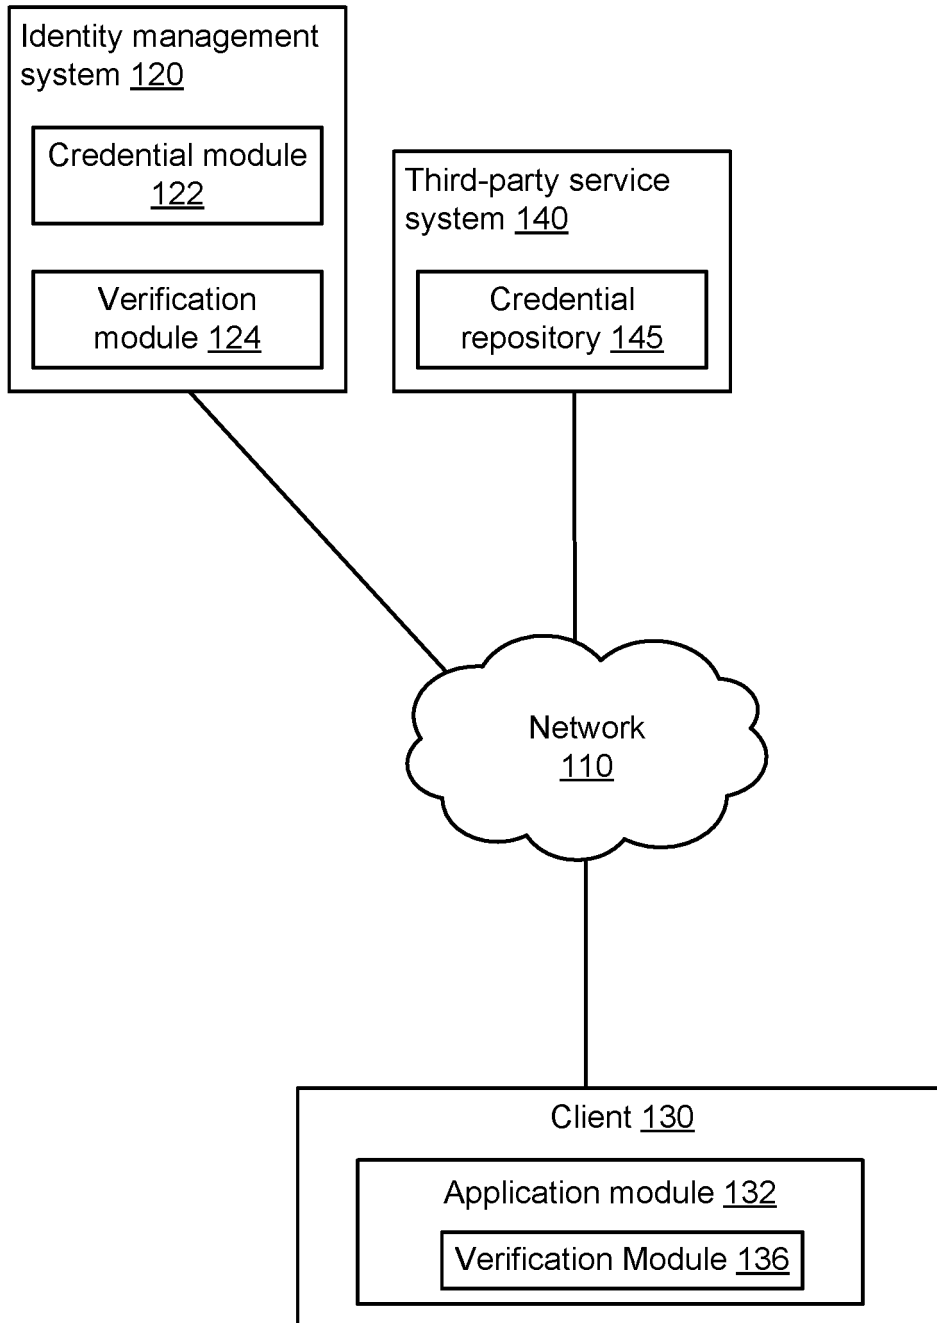 Identity management
system 120
Credential module
122
Verification
module 124
Third-party service
system 140
Credential
repository 145
Network
110
Client 130
Application module 132
Verification Module 136